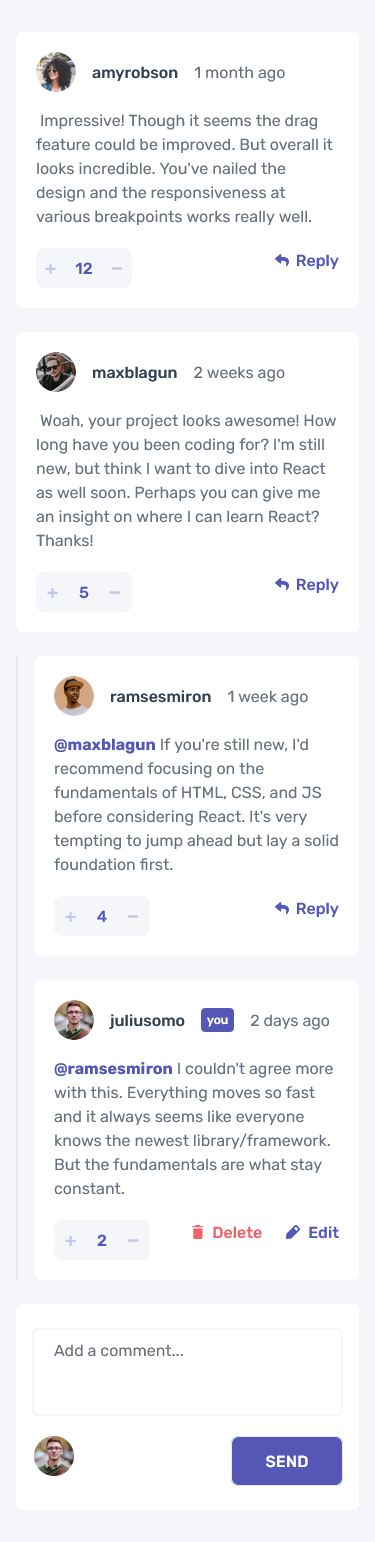 amyrobson 1 month ago
Impressive! Though it seems the drag
feature could be improved. But overall it
looks incredible. You've nailed the
design and the responsiveness at
various breakpoints works really well.
+ 12 − Reply
maxblagun 2 weeks ago
Woah, your project looks awesome! How
long have you been coding for? I'm still
new, but think I want to dive into React
as well soon. Perhaps you can give me
an insight on where I can learn React?
Thanks!
+ 5 − Reply
ramsesmiron 1 week ago
@maxblagun If you're still new, I'd
recommend focusing on the
fundamentals of HTML, CSS, and JS
before considering React. It's very
tempting to jump ahead but lay a solid
foundation first.
+ 4 − Reply
juliusomo you 2 days ago
@ramsesmiron I couldn't agree more
with this. Everything moves so fast
and it always seems like everyone
knows the newest library/framework.
But the fundamentals are what stay
constant.
+ 2 − Delete Edit
Add a comment...
SEND